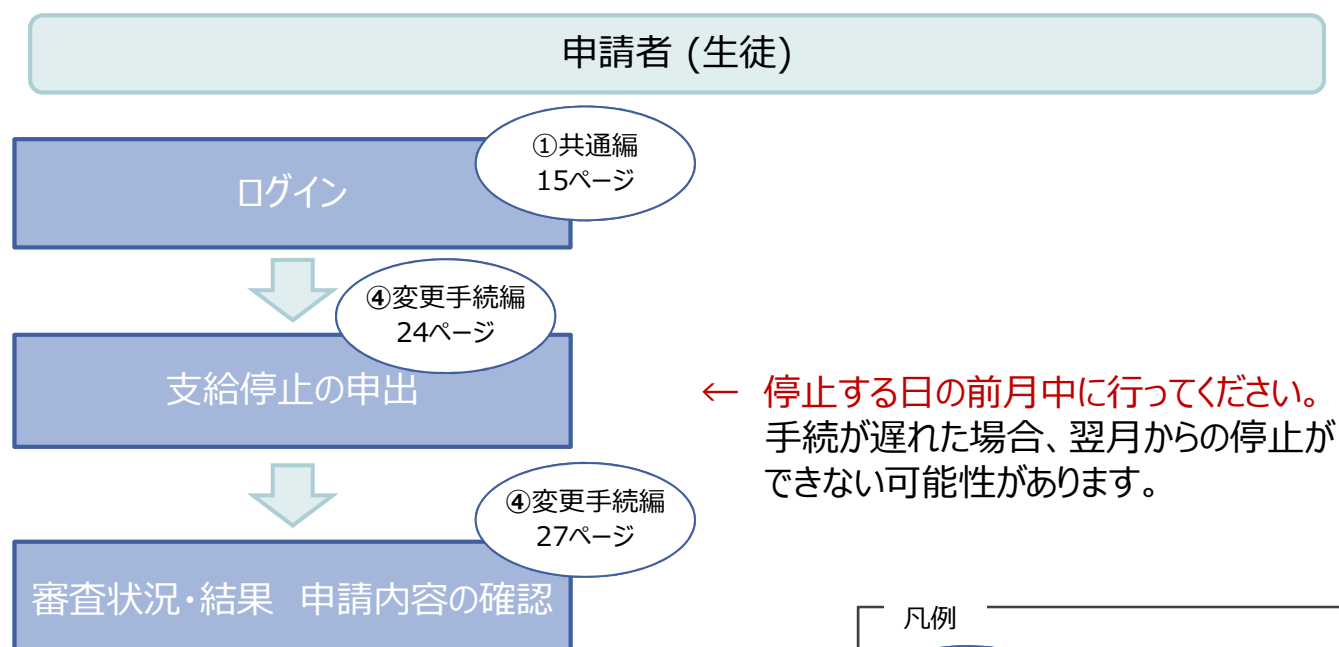 申請者 (生徒)
①共通編
15ページ
ログイン
④変更手続編
24ページ
支給停止の申出
← 停止する日の前月中に行ってください。
手続が遅れた場合、翌月からの停止が
できない可能性があります。
④変更手続編
27ページ
審査状況・結果　申請内容の確認
凡例